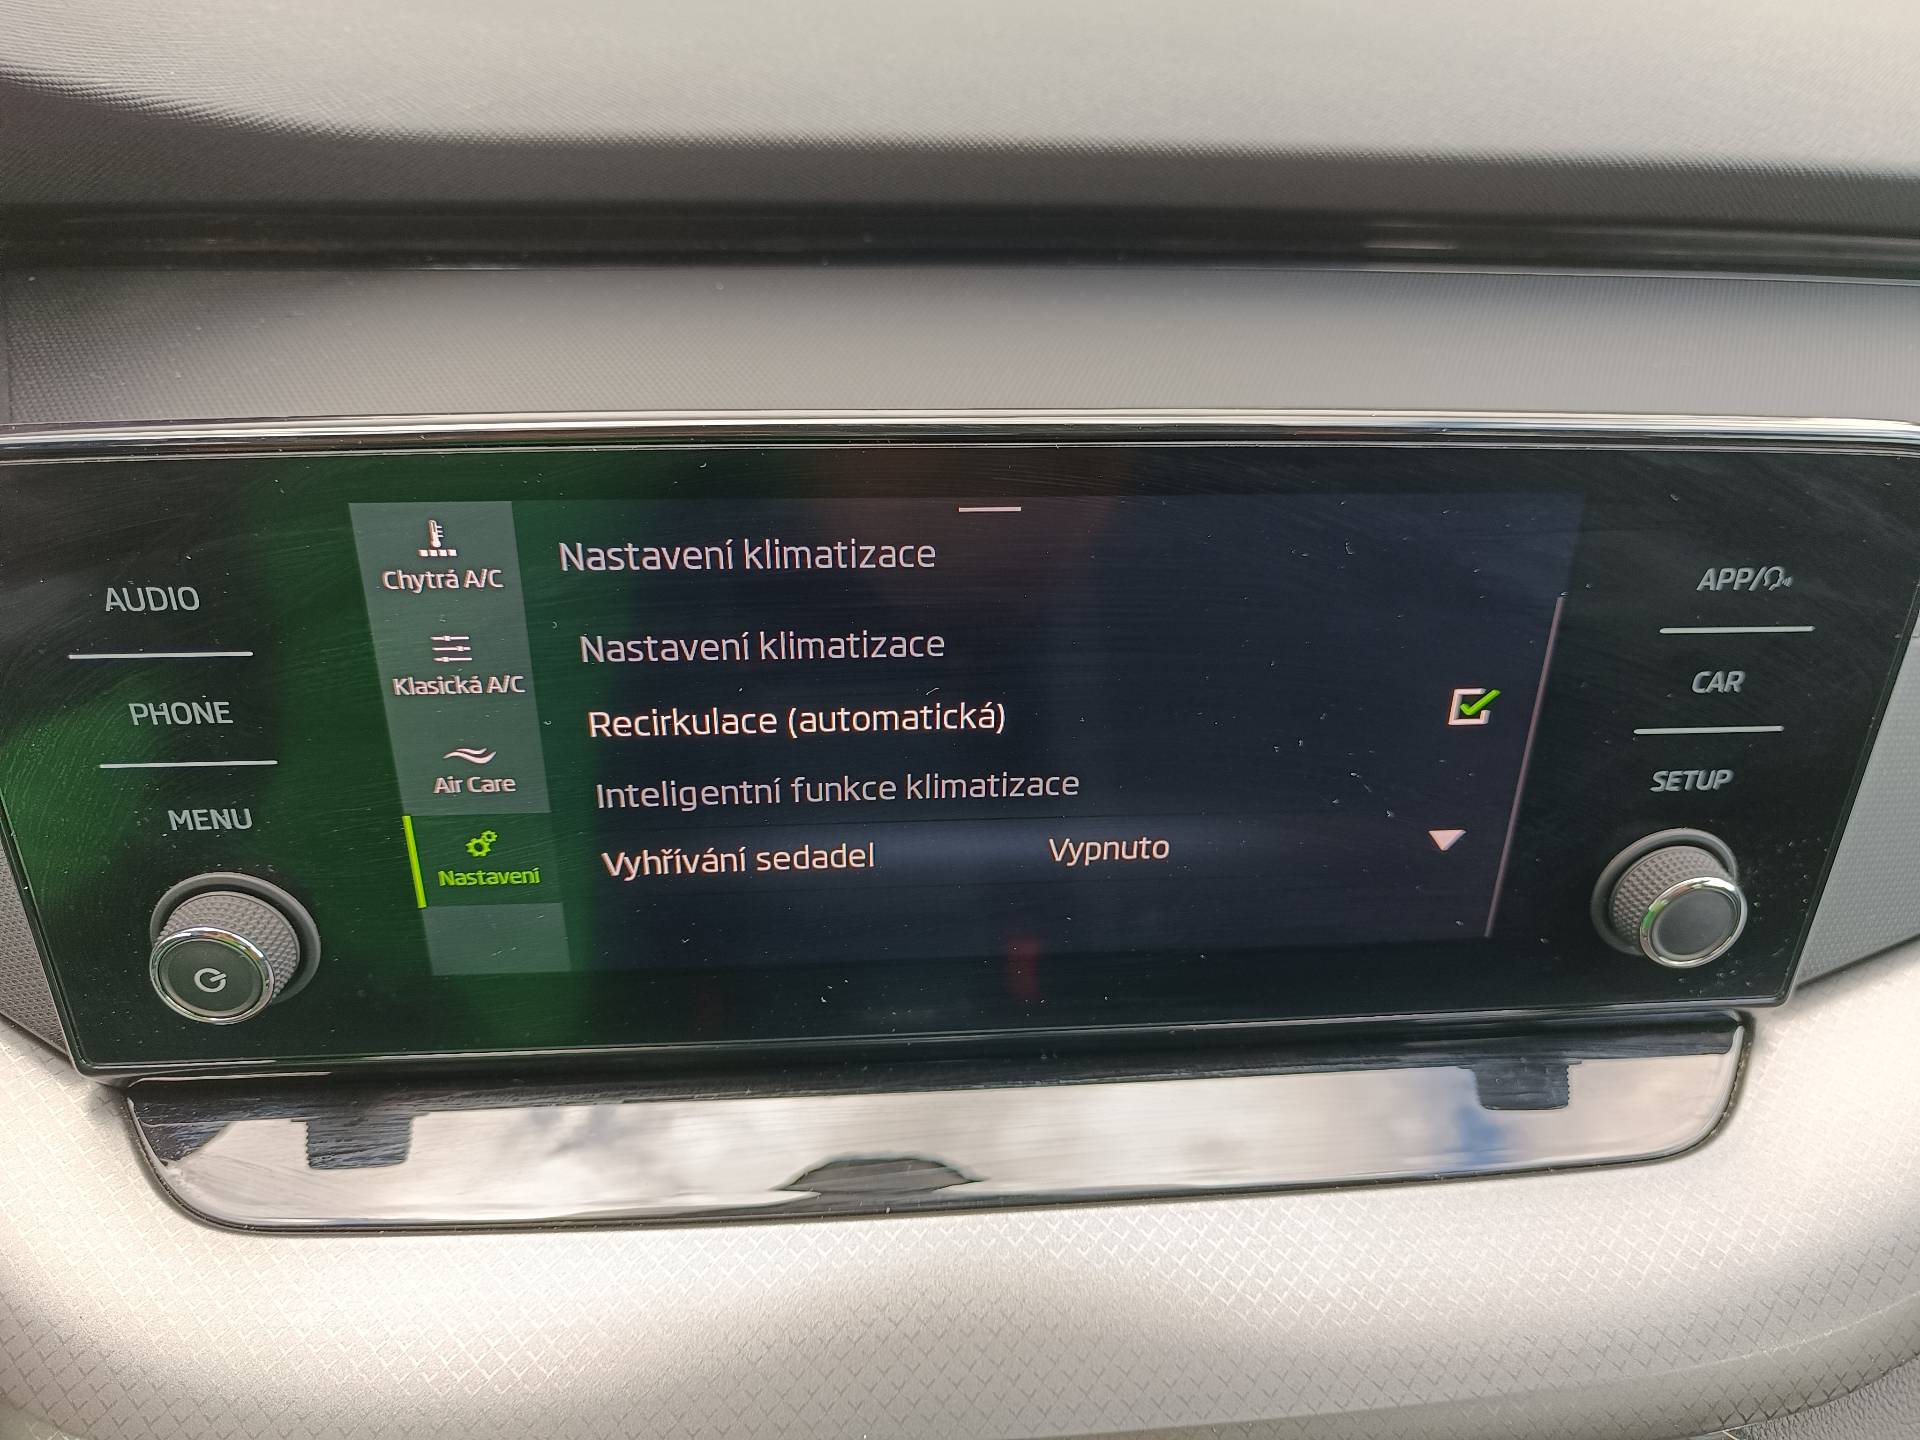 AUDIO
PHONE
MENU
Chytrá A/C
Klasická A/C
Air Care
Nastavení
Nastavení klimatizace
Nastavení klimatizace
Recirkulace (automatická)
Inteligentní funkce klimatizace
Vyhřívání sedadel Vypnuto
APP/
CAR
SETUP